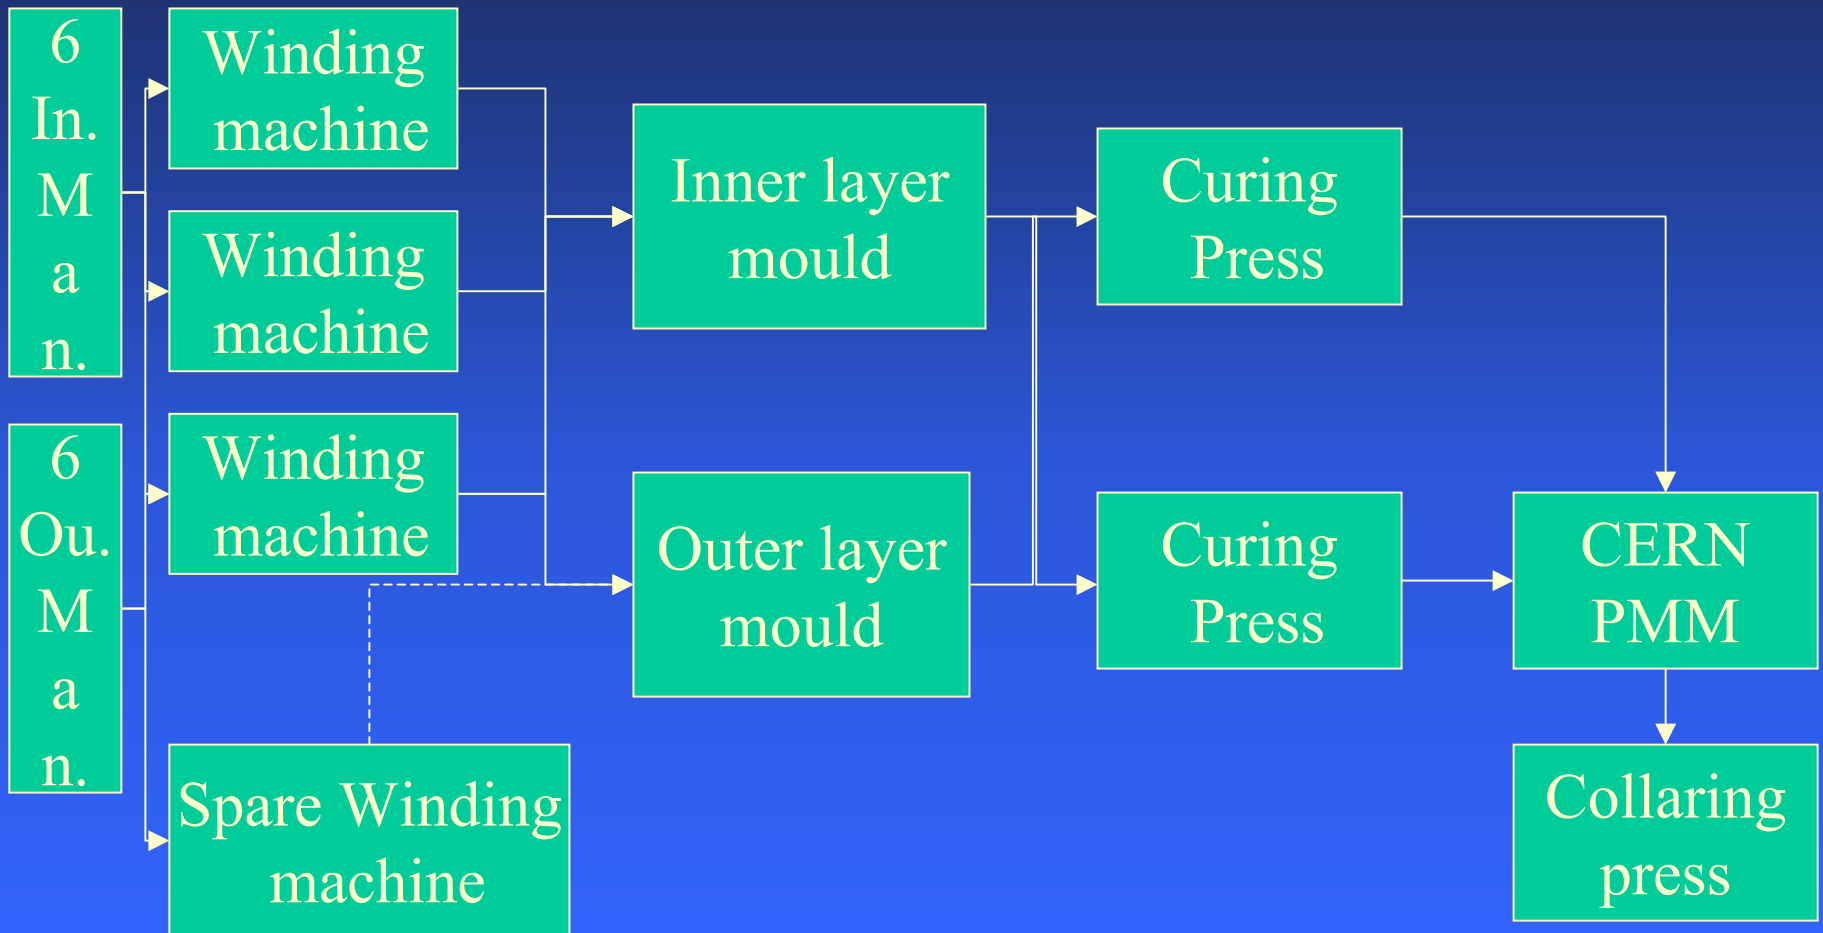 6
In.
M
a
n.
6
Ou.
M
a
n.
Winding
machine
Winding
machine
Winding
machine
Spare Winding
machine
Inner layer
mould
Outer layer
mould
Curing
Press
Curing
Press
CERN
PMM
Collaring
press